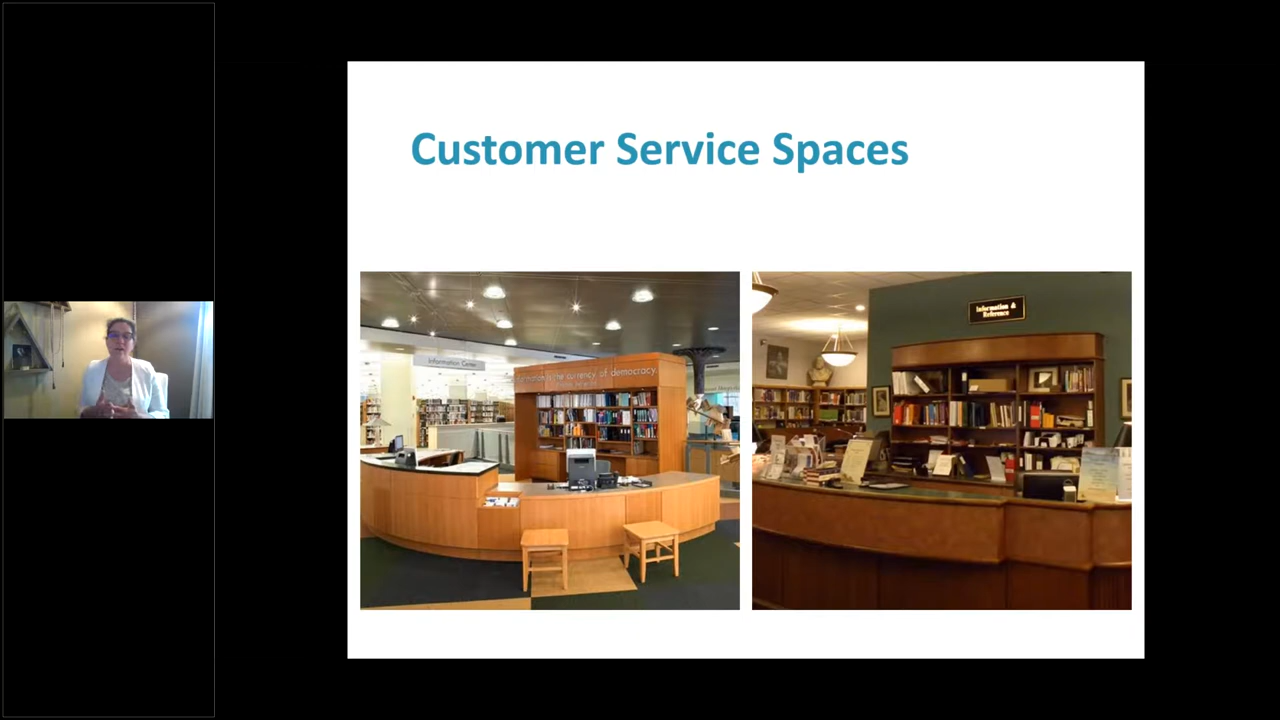 Customer Service Spaces
Information Center
information is the currency of democracy.
Information &
Reference